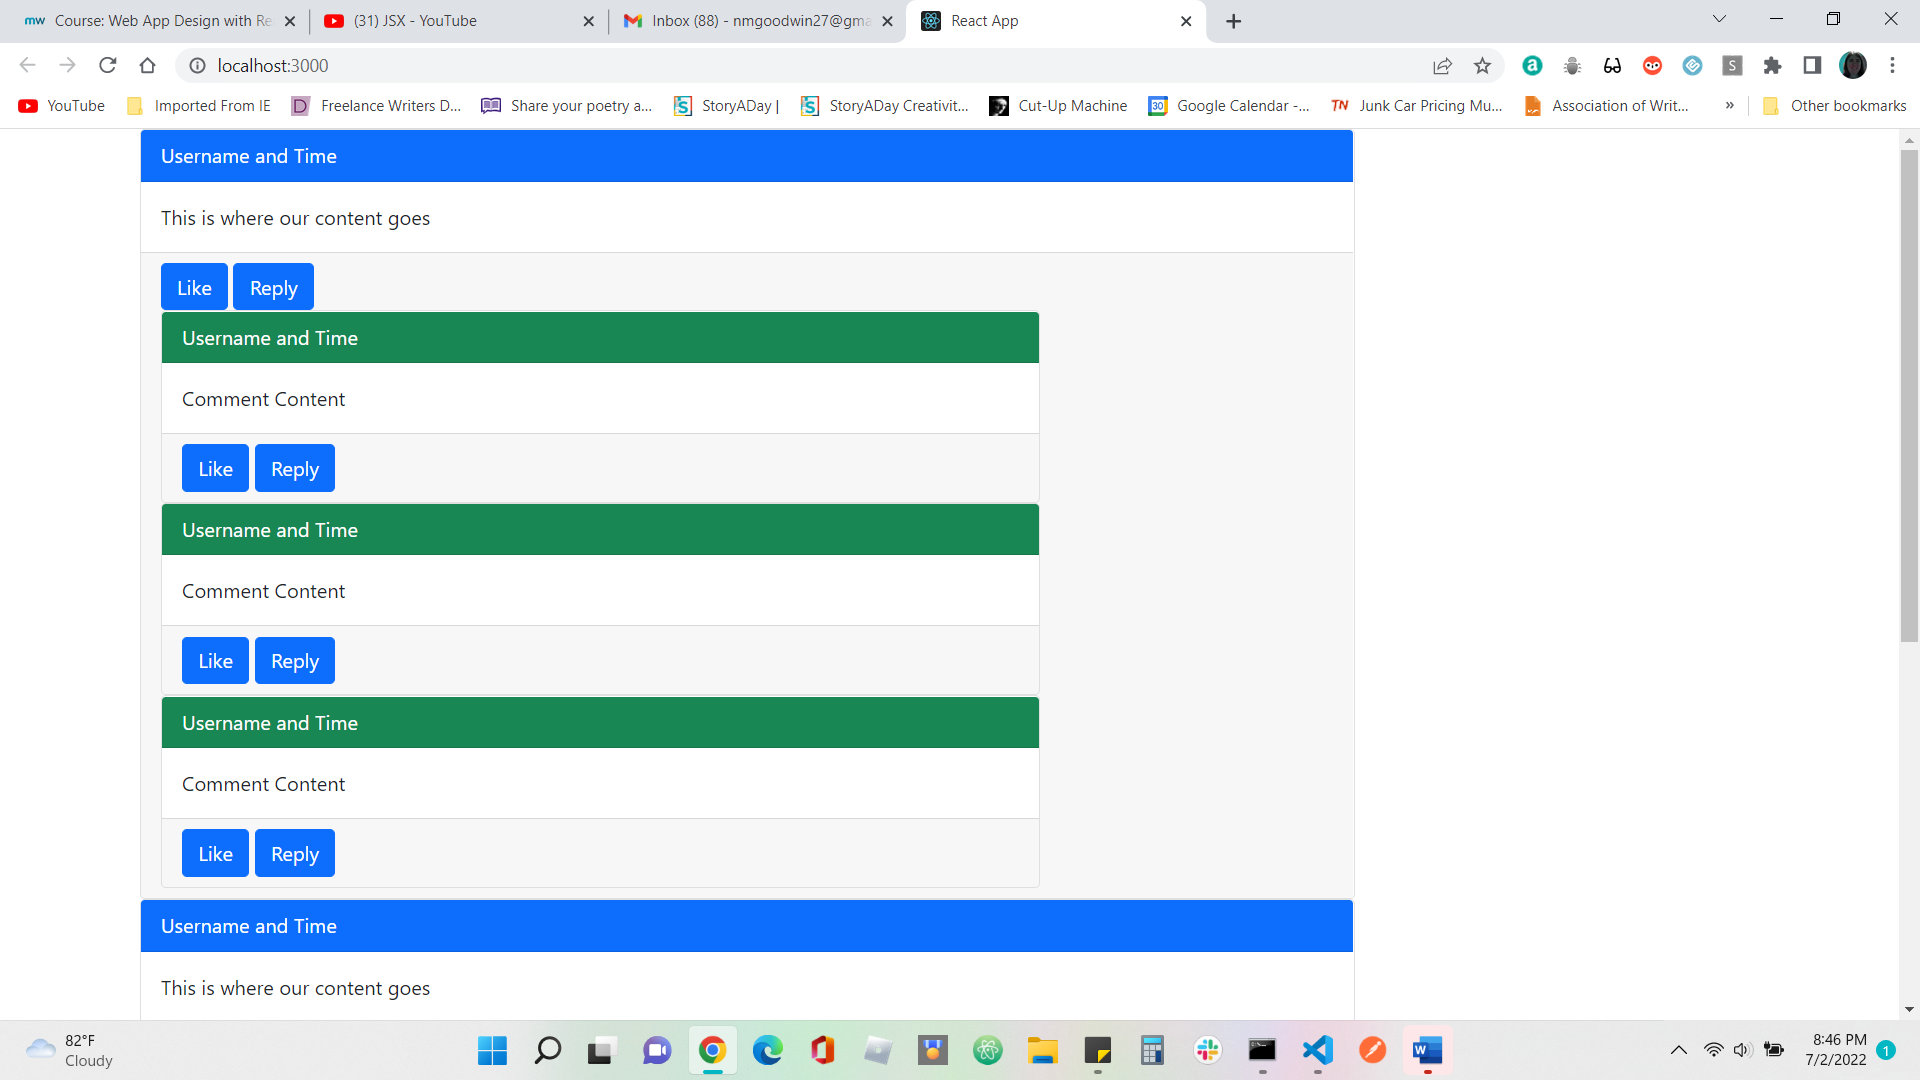 mw Course: Web App Design with Re
(31) JSX - YouTube
Inbox (88) - nmgoodwin27@gma
React App
localhost:3000
YouTube
Imported From IE
Freelance Writers D...
Share your poetry a...
StoryADay |
StoryADay Creativit...
Cut-Up Machine
Google Calendar -...
TN Junk Car Pricing Mu...
Association of Writ...
»
Other bookmarks
Username and Time
This is where our content goes
Like Reply
Username and Time
Comment Content
Like Reply
Username and Time
Comment Content
Like Reply
Username and Time
Comment Content
Like Reply
Username and Time
This is where our content goes
82°F
Cloudy
8:46 PM
7/2/2022
1